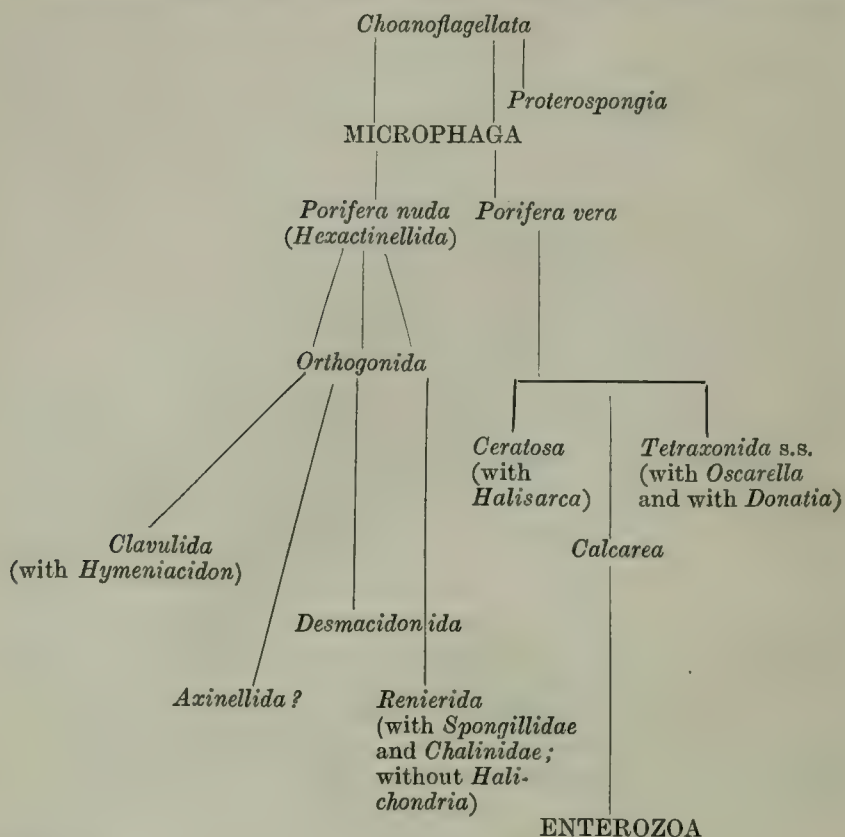 Choanoflagellata
Proterospongia
MICROPHAGA
Porifera nuda
(Hexactinellida)
Porifera vera
Orthogonida
Ceratosa
(with
Halisarca)
Tetraxonida s.s.
(with Oscarella
and with Donatia)
Clavulida
(with Hymeniacidon)
Calcarea
Desmacidonida
Axinellida ?
Renierida
(with Spongillidae
and Chalinidae;
without Hali-
chondria)
ENTEROZOA